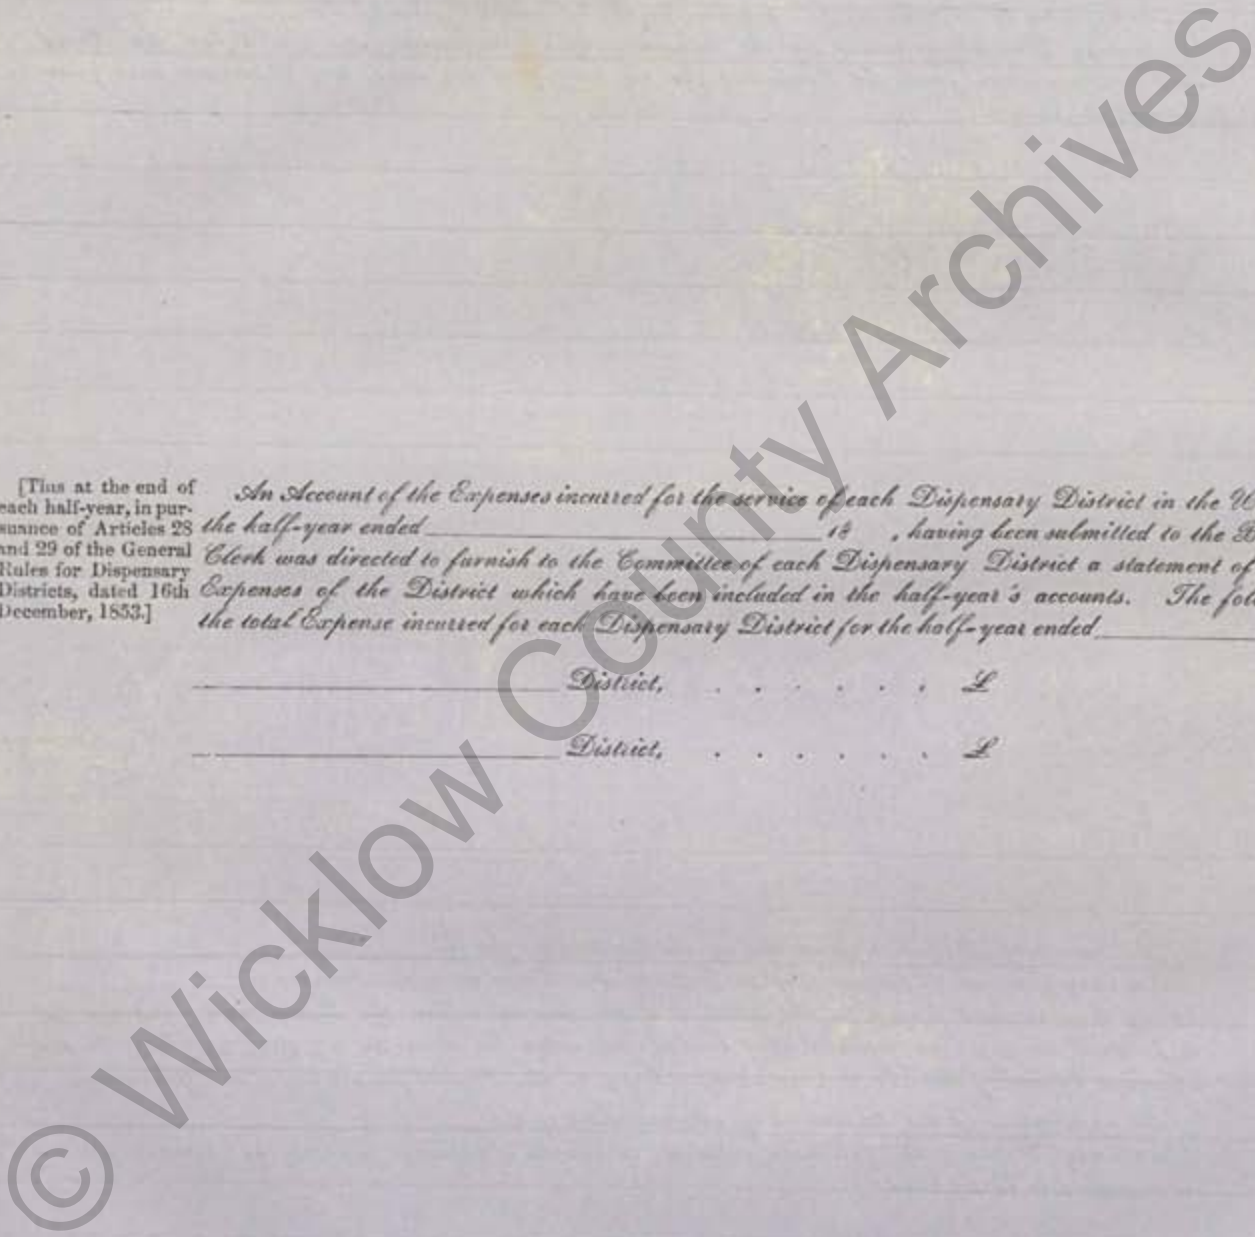 [This at the end of
each half-year, in pur-
suance of Articles 28
and 29 of the General
Rules for Dispensary
Districts, dated 16th
December, 1853.]
An Account of the Expenses incurred for the service of each Dispensary District in the U
the half-year ended 18 , having been submitted to the B
Clerk was directed to furnish to the Committee of each Dispensary District a statement of
Expenses of the District which have been included in the half-year's accounts. The fol
the total Expense incurred for each Dispensary District for the half-year ended
District, . . . . . . £
District, . . . . . . £
© Wicklow County Archives